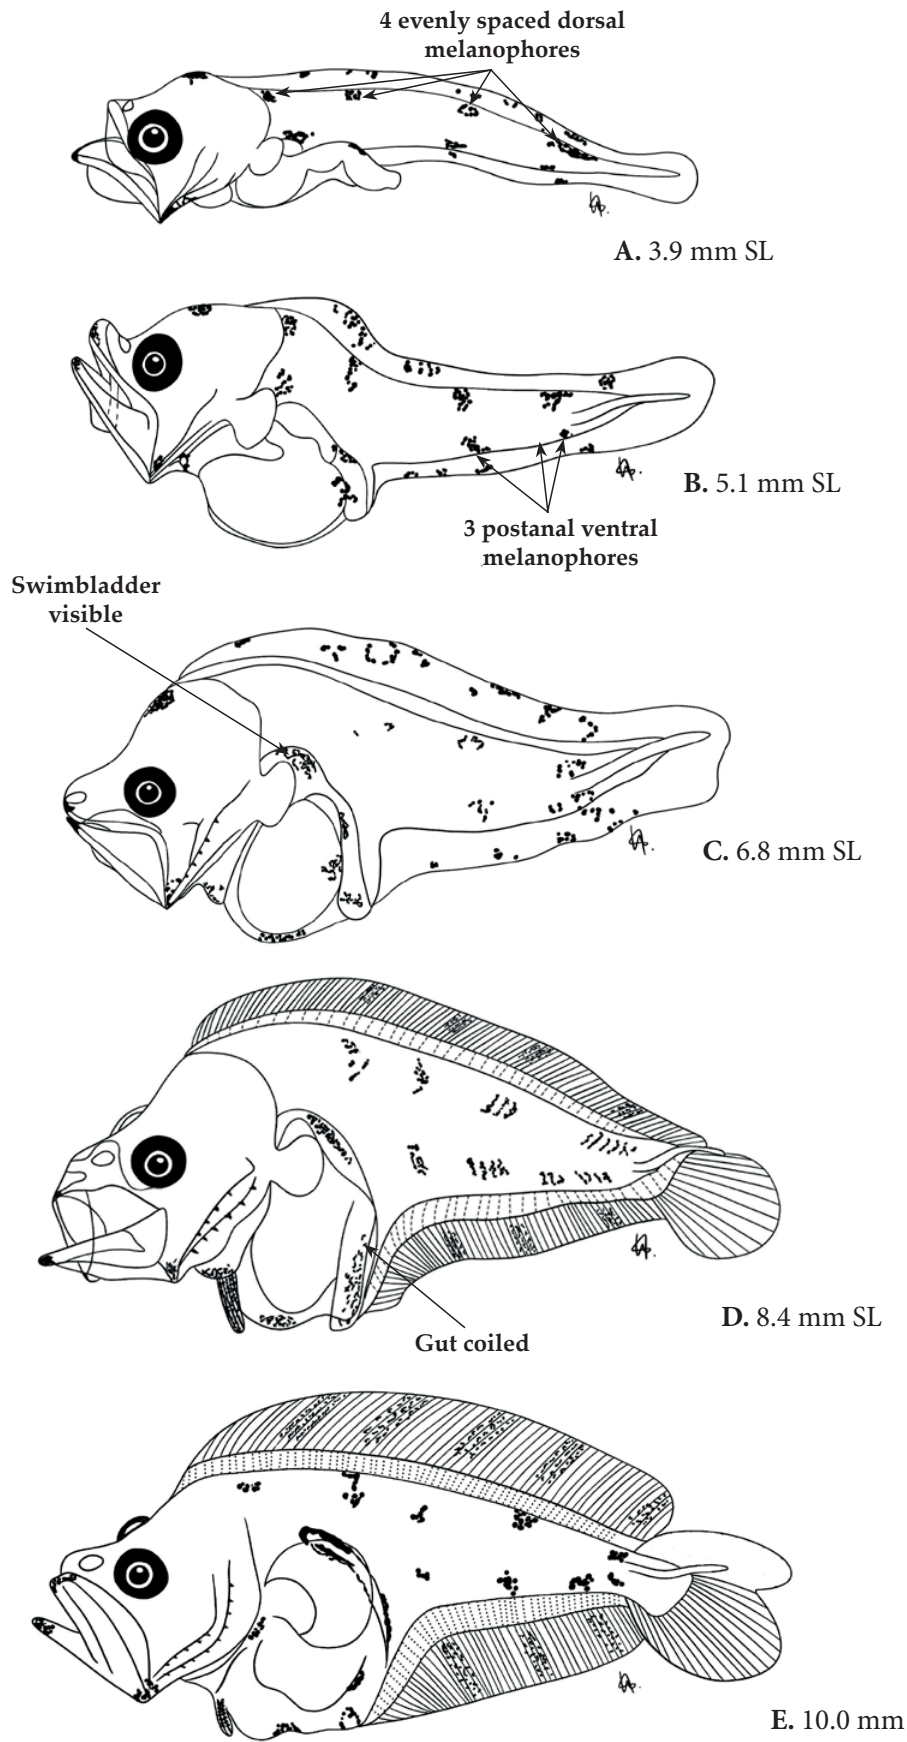 4 evenly spaced dorsal
melanophores
A. 3.9 mm SL
B. 5.1 mm SL
3 postanal ventral
melanophores
Swimbladder
visible
C. 6.8 mm SL
D. 8.4 mm SL
Gut coiled
E. 10.0 mm